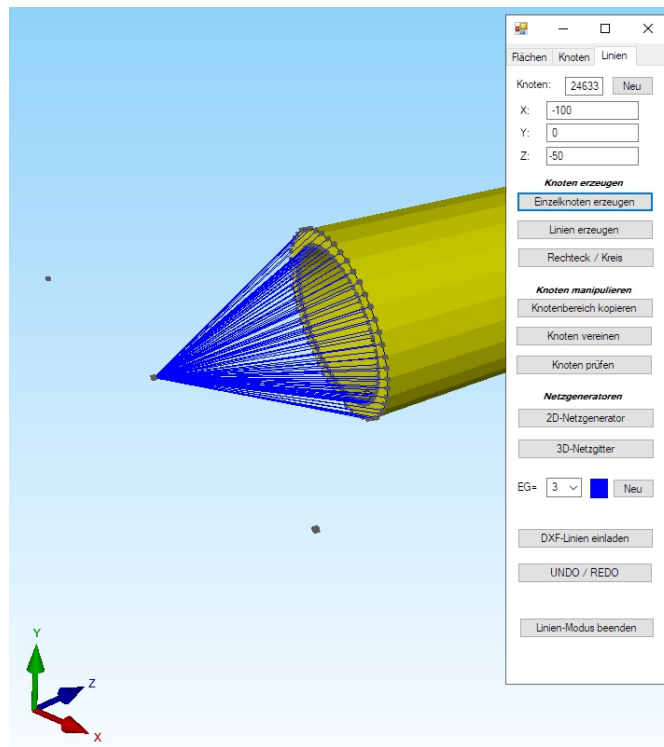 Flächen Knoten Linien
Knoten: 24633 Neu
X: -100
Y: 0
Z: -50
Knoten erzeugen
Einzelknoten erzeugen
Linien erzeugen
Rechteck / Kreis
Knoten manipulieren
Knotenbereich kopieren
Knoten vereinen
Knoten prüfen
Netzgeneratoren
2D-Netzgenerator
3D-Netzgitter
EG= 3 Neu
DXF-Linien einladen
UNDO / REDO
Linien-Modus beenden
Y
Z
X